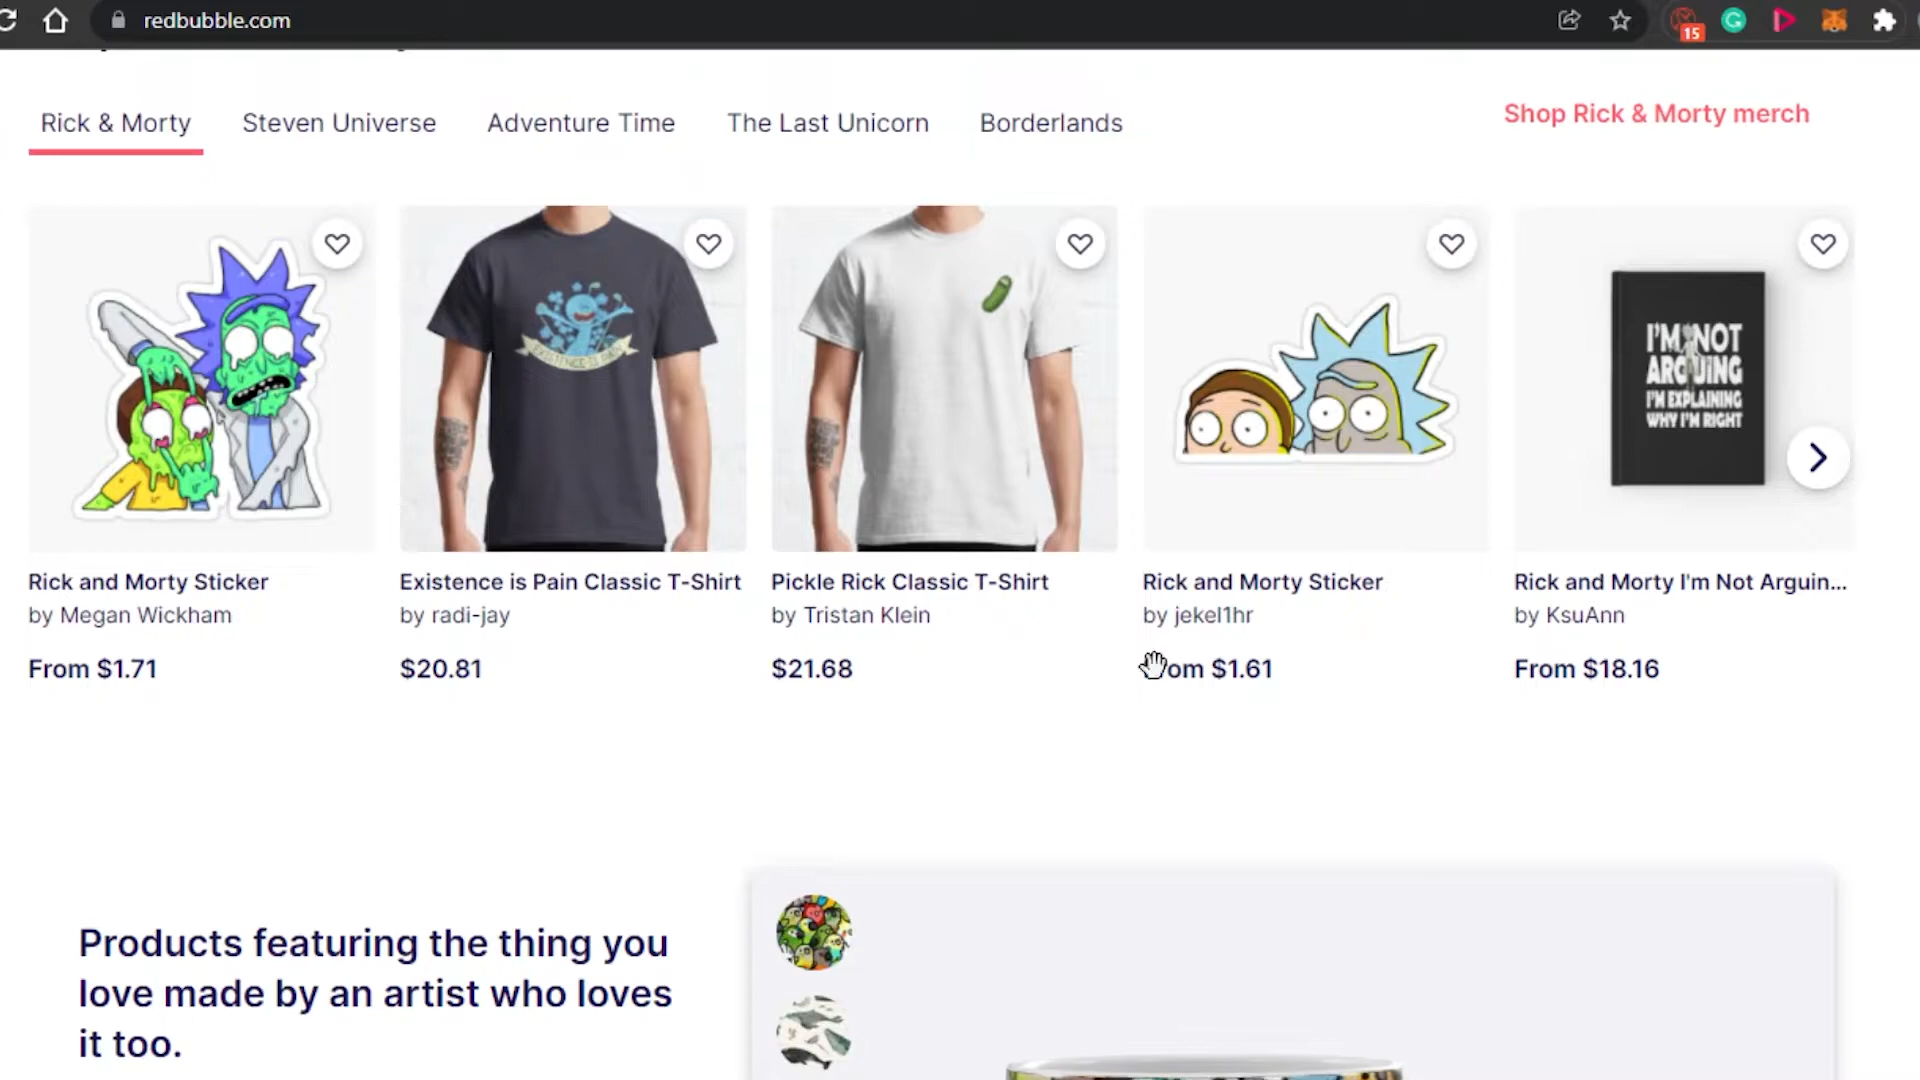 redbubble.com
15
Rick & Morty
Steven Universe
Adventure Time
The Last Unicorn
Borderlands
Shop Rick & Morty merch
EXISTENCE IS PAIN
I'M NOT
ARGUING
I'M EXPLAINING
WHY I'M RIGHT
Rick and Morty Sticker
by Megan Wickham
From $1.71
Existence is Pain Classic T-Shirt
by radi-jay
$20.81
Pickle Rick Classic T-Shirt
by Tristan Klein
$21.68
Rick and Morty Sticker
by jekel1hr
om $1.61
Rick and Morty I'm Not Arguin...
by KsuAnn
From $18.16
Products featuring the thing you
love made by an artist who loves
it too.